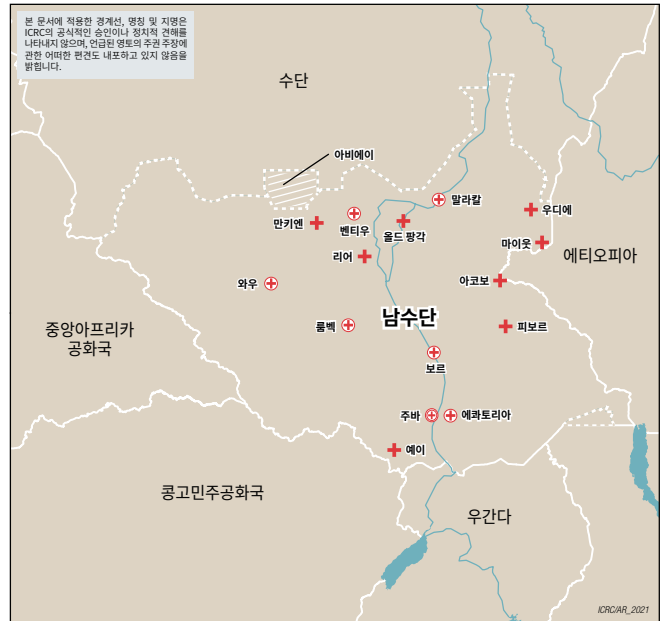 본 문서에 적용한 경계선, 명칭 및 지명은
ICRC의 공식적인 승인이나 정치적 견해를
나타내지 않으며, 언급된 영토의 주권 주장에
관한 어떠한 편견도 내포하고 있지 않음을
밝힙니다.
수단
아비에이
말라칼
우디에
만키엔
벤티우
올드 팡각
마이웃
리어
에티오피아
와우
아코보
중앙아프리카
공화국
룸벡
남수단
피보르
보르
주바
에콰토리아
예이
콩고민주공화국
우간다
ICRC/AR_2021